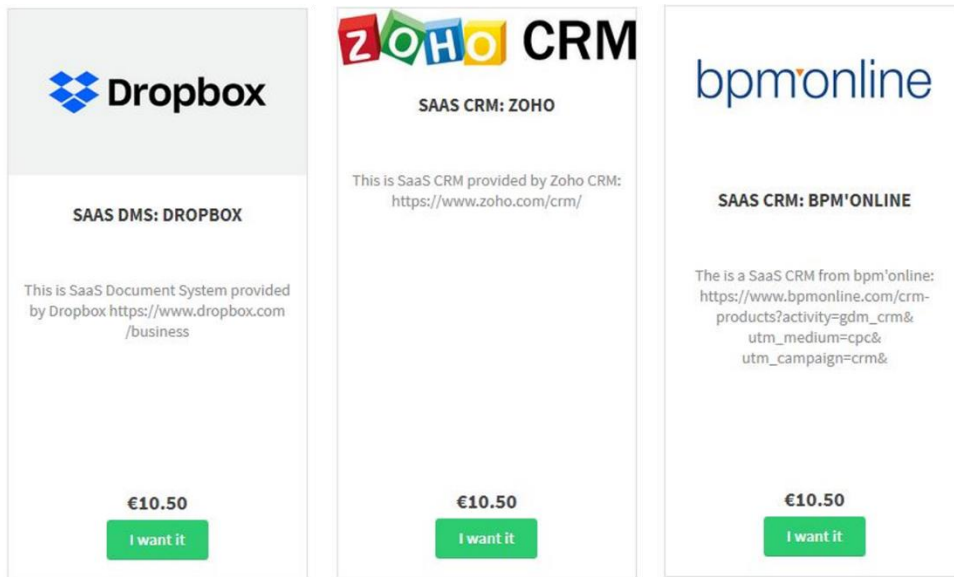 Dropbox
SAAS DMS: DROPBOX
This is SaaS Document System provided
by Dropbox https://www.dropbox.com
/business
€10.50
I want it
ZOHO CRM
SAAS CRM: ZOHO
This is SaaS CRM provided by Zoho CRM:
https://www.zoho.com/crm/
€10.50
I want it
bpm'online
SAAS CRM: BPM'ONLINE
The is a SaaS CRM from bpm'online:
https://www.bpmonline.com/crm-
products?activity=gdm_crm&
utm_medium=cpc&
utm_campaign=crm&
€10.50
I want it